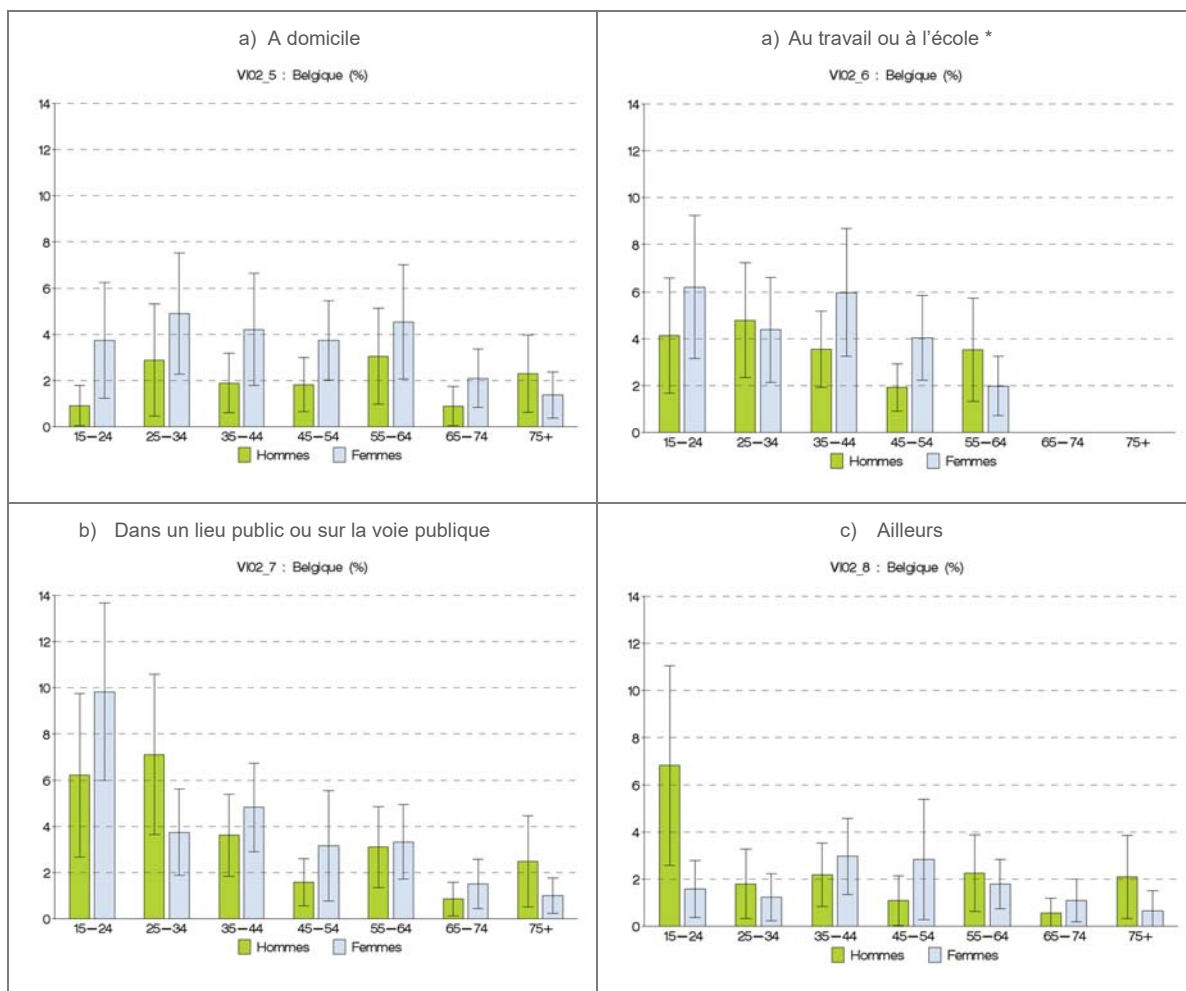 a) A domicile
VI02_5 : Belgique (%)
14
12
10
8
6
4
2
0
15–24 25–34 35–44 45–54 55–64 65–74 75+
Hommes Femmes
a) Au travail ou à l'école *
VI02_6 : Belgique (%)
14
12
10
8
6
4
2
0
15–24 25–34 35–44 45–54 55–64 65–74 75+
Hommes Femmes
b) Dans un lieu public ou sur la voie publique
VI02_7 : Belgique (%)
14
12
10
8
6
4
2
0
15–24 25–34 35–44 45–54 55–64 65–74 75+
Hommes Femmes
c) Ailleurs
VI02_8 : Belgique (%)
14
12
10
8
6
4
2
0
15–24 25–34 35–44 45–54 55–64 65–74 75+
Hommes Femmes